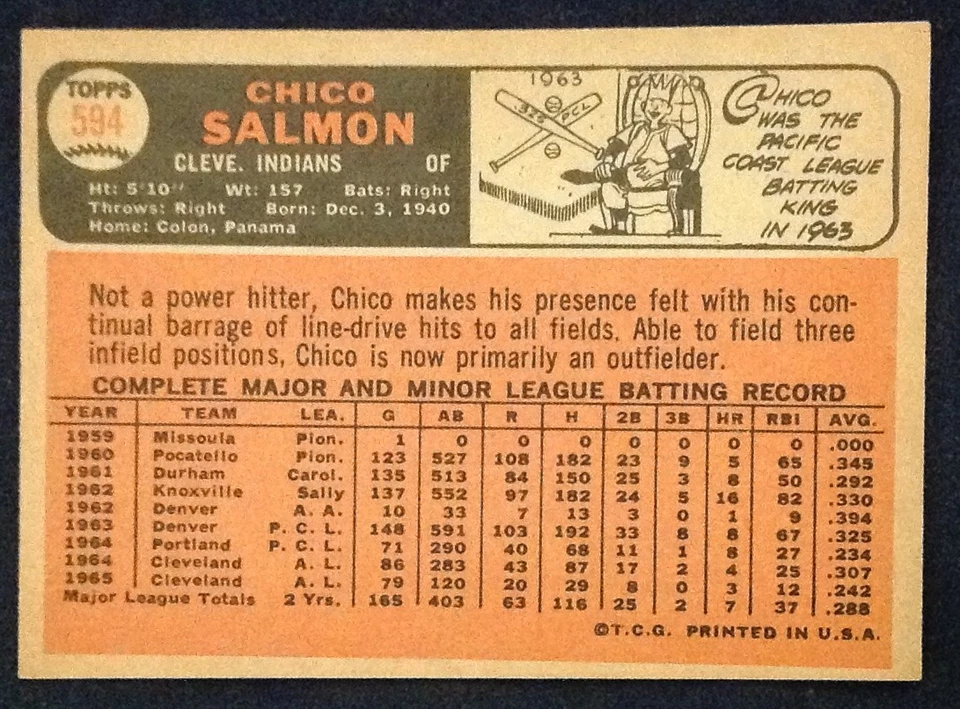 TOPPS
594
CHICO
SALMON
CLEVE. INDIANS OF
Ht: 5'10" Wt: 157 Bats: Right
Throws: Right Born: Dec. 3, 1940
Home: Colon, Panama
1963
.325 PCL
CHICO
WAS THE
PACIFIC
COAST LEAGUE
BATTING
KING
IN 1963
Not a power hitter, Chico makes his presence felt with his con-
tinual barrage of line-drive hits to all fields. Able to field three
infield positions, Chico is now primarily an outfielder.
COMPLETE MAJOR AND MINOR LEAGUE BATTING RECORD
YEAR TEAM LEA. G AB R H 2B 3B HR RBI AVG.
1959 Missoula Pion. 1 0 0 0 0 0 0 0 .000
1960 Pocatello Pion. 123 527 108 182 23 9 5 65 .345
1961 Durham Carol. 135 513 84 150 25 3 8 50 .292
1962 Knoxville Sally 137 552 97 182 24 5 16 82 .330
1962 Denver A. A. 10 33 7 13 3 0 1 9 .394
1963 Denver P. C. L. 148 591 103 192 33 8 8 67 .325
1964 Portland P. C. L. 71 290 40 68 11 1 8 27 .234
1964 Cleveland A. L. 86 283 43 87 17 2 4 25 .307
1965 Cleveland A. L. 79 120 20 29 8 0 3 12 .242
Major League Totals 2 Yrs. 165 403 63 116 25 2 7 37 .288
©T.C.G. PRINTED IN U.S.A.